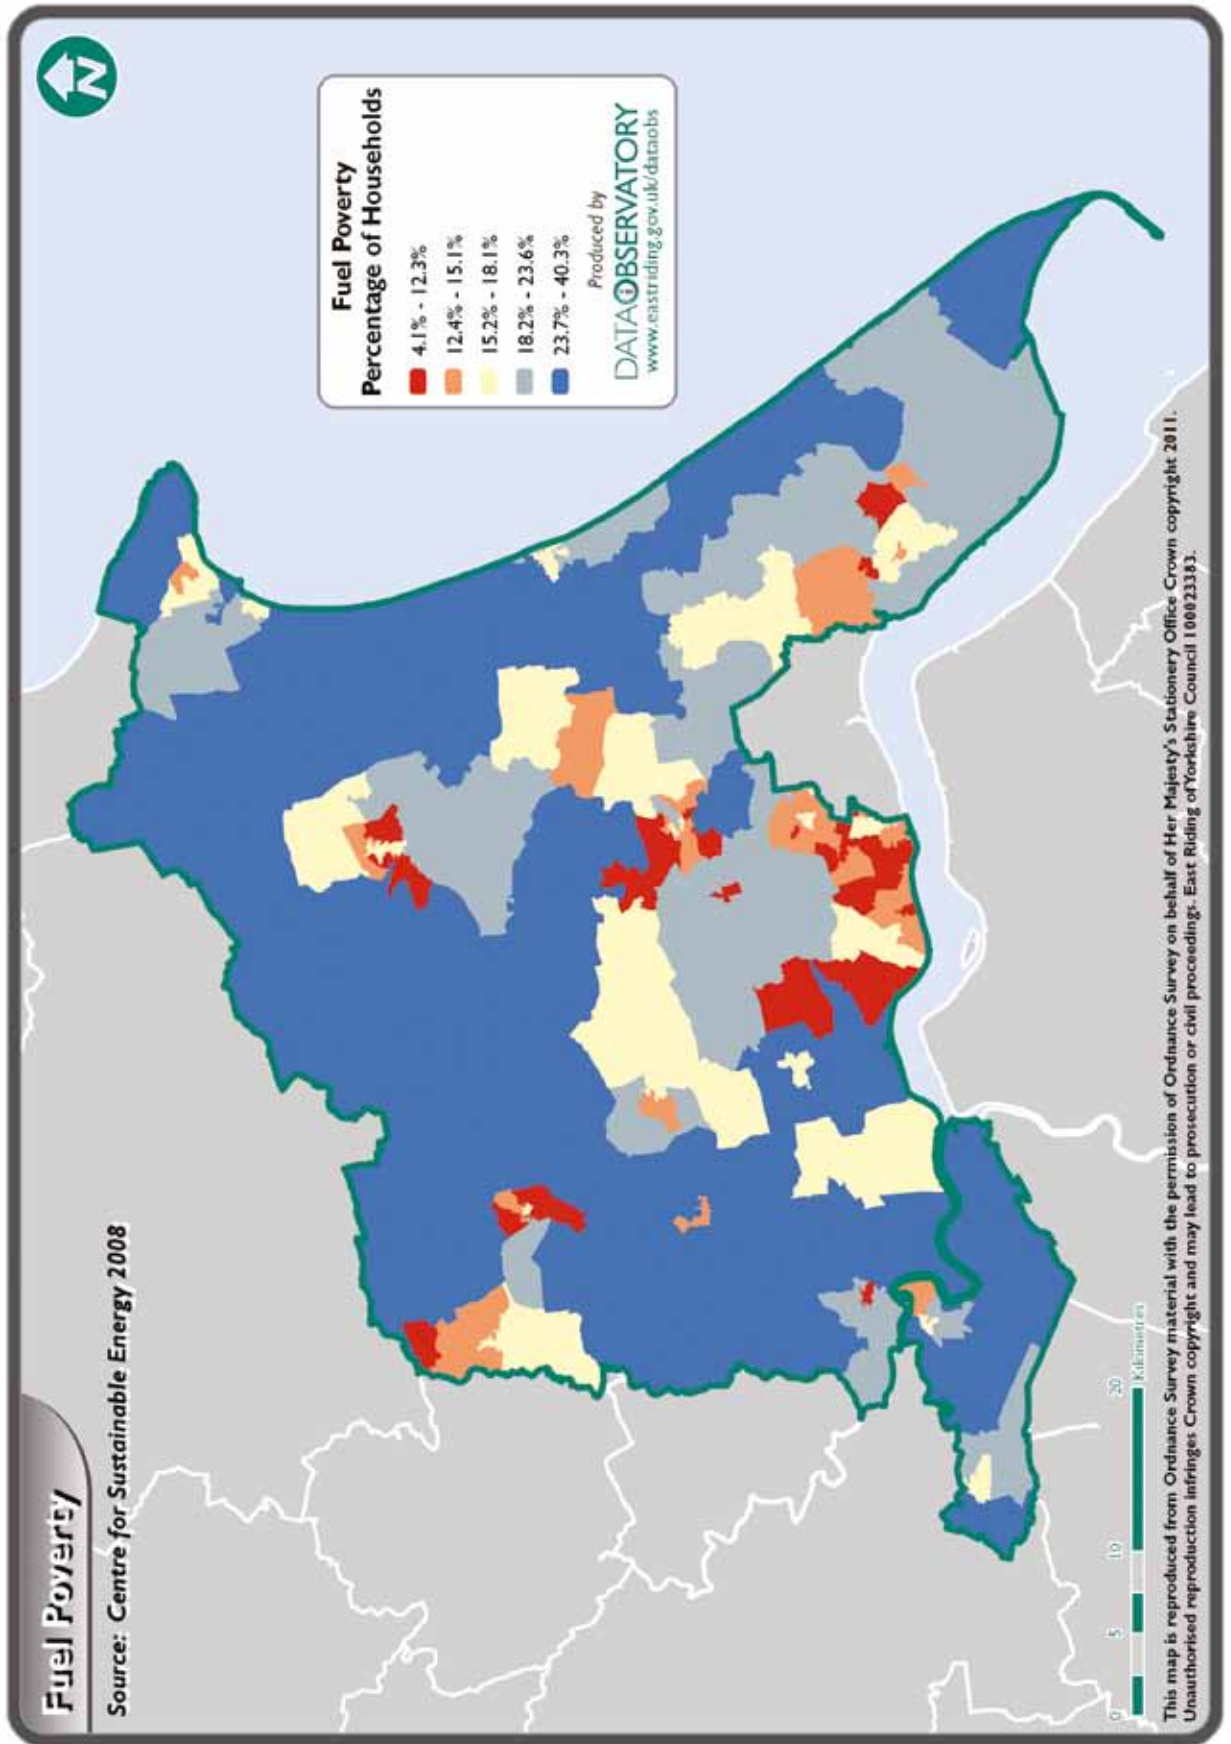 Fuel Poverty
Source: Centre for Sustainable Energy 2008
N
Fuel Poverty
Percentage of Households
4.1% - 12.3%
12.4% - 15.1%
15.2% - 18.1%
18.2% - 23.6%
23.7% - 40.3%
Produced by
DATAOBSERVATORY
www.eastriding.gov.uk/dataobs
0 5 10 20
Kilometres
This map is reproduced from Ordnance Survey material with the permission of Ordnance Survey on behalf of Her Majesty's Stationery Office Crown copyright 2011.
Unauthorised reproduction infringes Crown copyright and may lead to prosecution or civil proceedings. East Riding of Yorkshire Council 100023383.